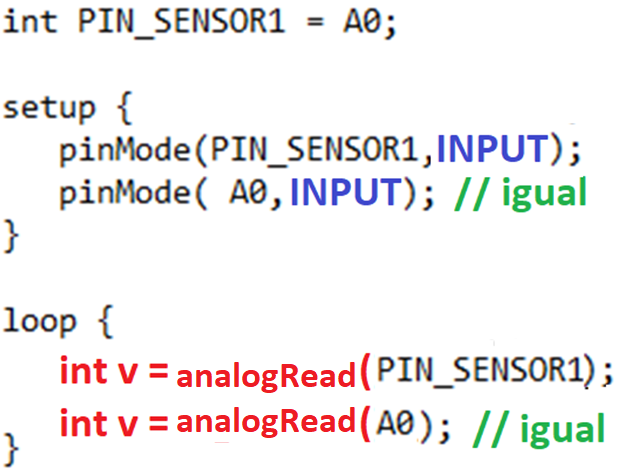 int PIN_SENSOR1 = A0;
setup {
pinMode(PIN_SENSOR1,INPUT);
pinMode( A0,INPUT); // igual
}
loop {
int v = analogRead(PIN_SENSOR1);
int v = analogRead(A0); // igual
}